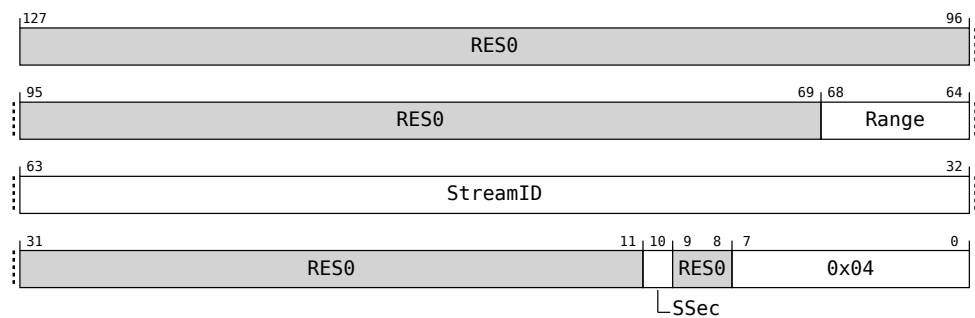 127 96
RES0
95 69 68 64
RES0 Range
63 32
StreamID
31 11 10 9 8 7 0
RES0 RES0 0x04
SSec